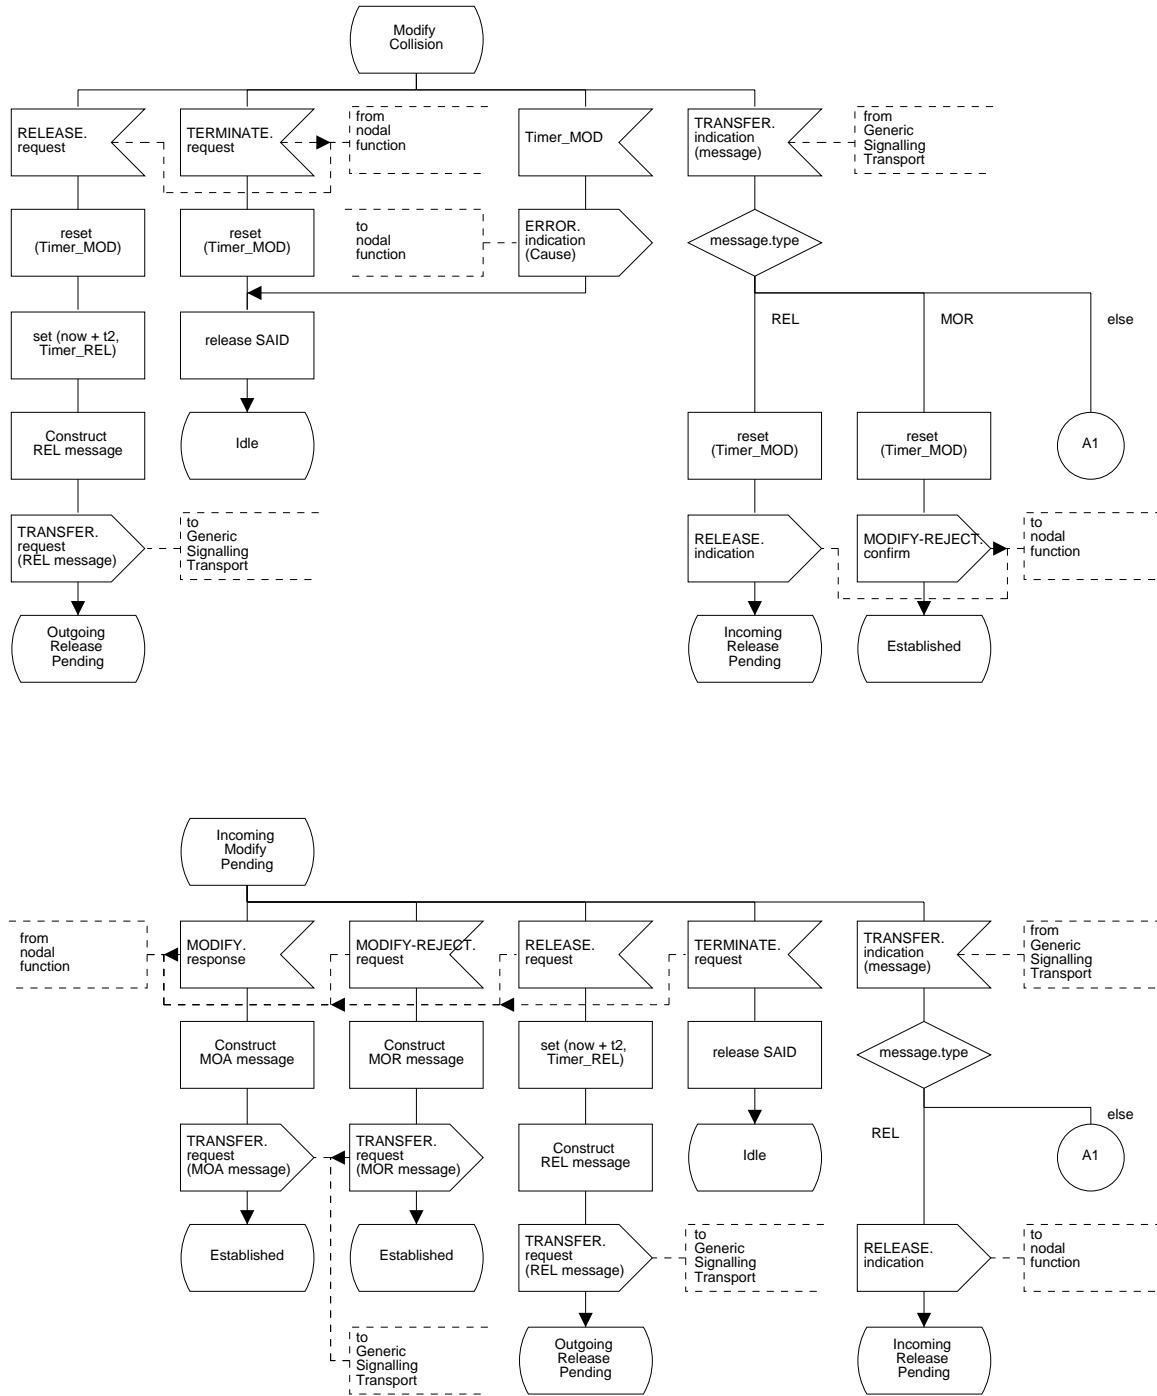 Modify
Collision
RELEASE.
request
TERMINATE.
request
from
nodal
function
Timer_MOD
TRANSFER.
indication
(message)
from
Generic
Signalling
Transport
reset
(Timer_MOD)
reset
(Timer_MOD)
to
nodal
function
ERROR.
indication
(Cause)
message.type
set (now + t2,
Timer_REL)
release SAID
REL
MOR
else
Construct
REL message
Idle
reset
(Timer_MOD)
reset
(Timer_MOD)
A1
TRANSFER.
request
(REL message)
to
Generic
Signalling
Transport
RELEASE.
indication
MODIFY-REJECT.
confirm
to
nodal
function
Outgoing
Release
Pending
Incoming
Release
Pending
Established
Incoming
Modify
Pending
from
nodal
function
MODIFY.
response
MODIFY-REJECT.
request
RELEASE.
request
TERMINATE.
request
TRANSFER.
indication
(message)
from
Generic
Signalling
Transport
Construct
MOA message
Construct
MOR message
set (now + t2,
Timer_REL)
release SAID
message.type
REL
else
TRANSFER.
request
(MOA message)
TRANSFER.
request
(MOR message)
Construct
REL message
Idle
A1
Established
Established
TRANSFER.
request
(REL message)
to
Generic
Signalling
Transport
RELEASE.
indication
to
nodal
function
to
Generic
Signalling
Transport
Outgoing
Release
Pending
Incoming
Release
Pending